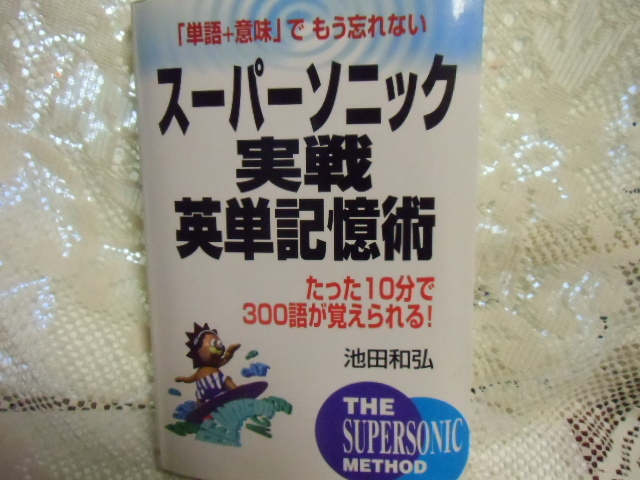 「単語+意味」で もう忘れない
スーパーソニック
実戦
英単記憶術
たった10分で
300語が覚えられる!
池田和弘
THE
SUPERSONIC
METHOD